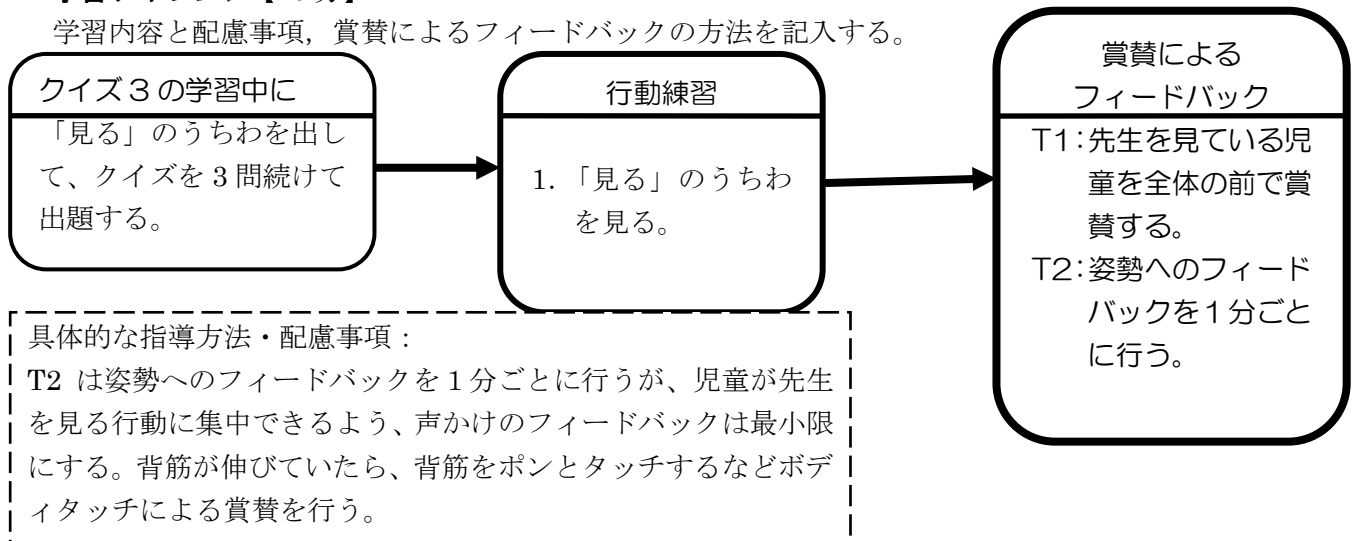 学習内容と配慮事項，賞賛によるフィードバックの方法を記入する。
クイズ３の学習中に
「見る」のうちわを出し
て、クイズを 3 問続けて
出題する。
行動練習
1. 「見る」のうちわ
を見る。
賞賛による
フィードバック
T1：先生を見ている児
童を全体の前で賞
賛する。
T2：姿勢へのフィード
バックを１分ごと
に行う。
具体的な指導方法・配慮事項：
T2 は姿勢へのフィードバックを１分ごとに行うが、児童が先生
を見る行動に集中できるよう、声かけのフィードバックは最小限
にする。背筋が伸びていたら、背筋をポンとタッチするなどボデ
ィタッチによる賞賛を行う。